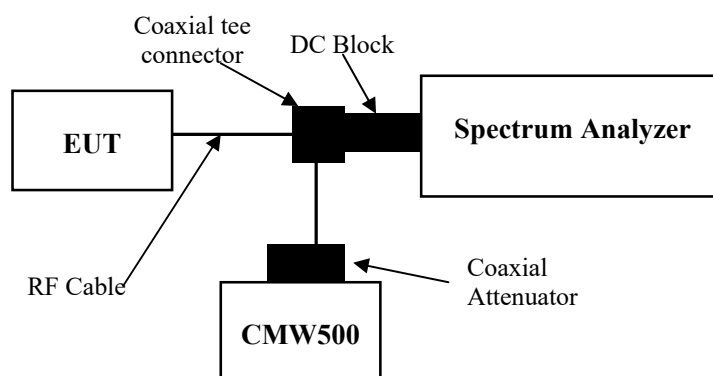 Coaxial tee
connector
DC Block
EUT
Spectrum Analyzer
RF Cable
Coaxial
Attenuator
CMW500